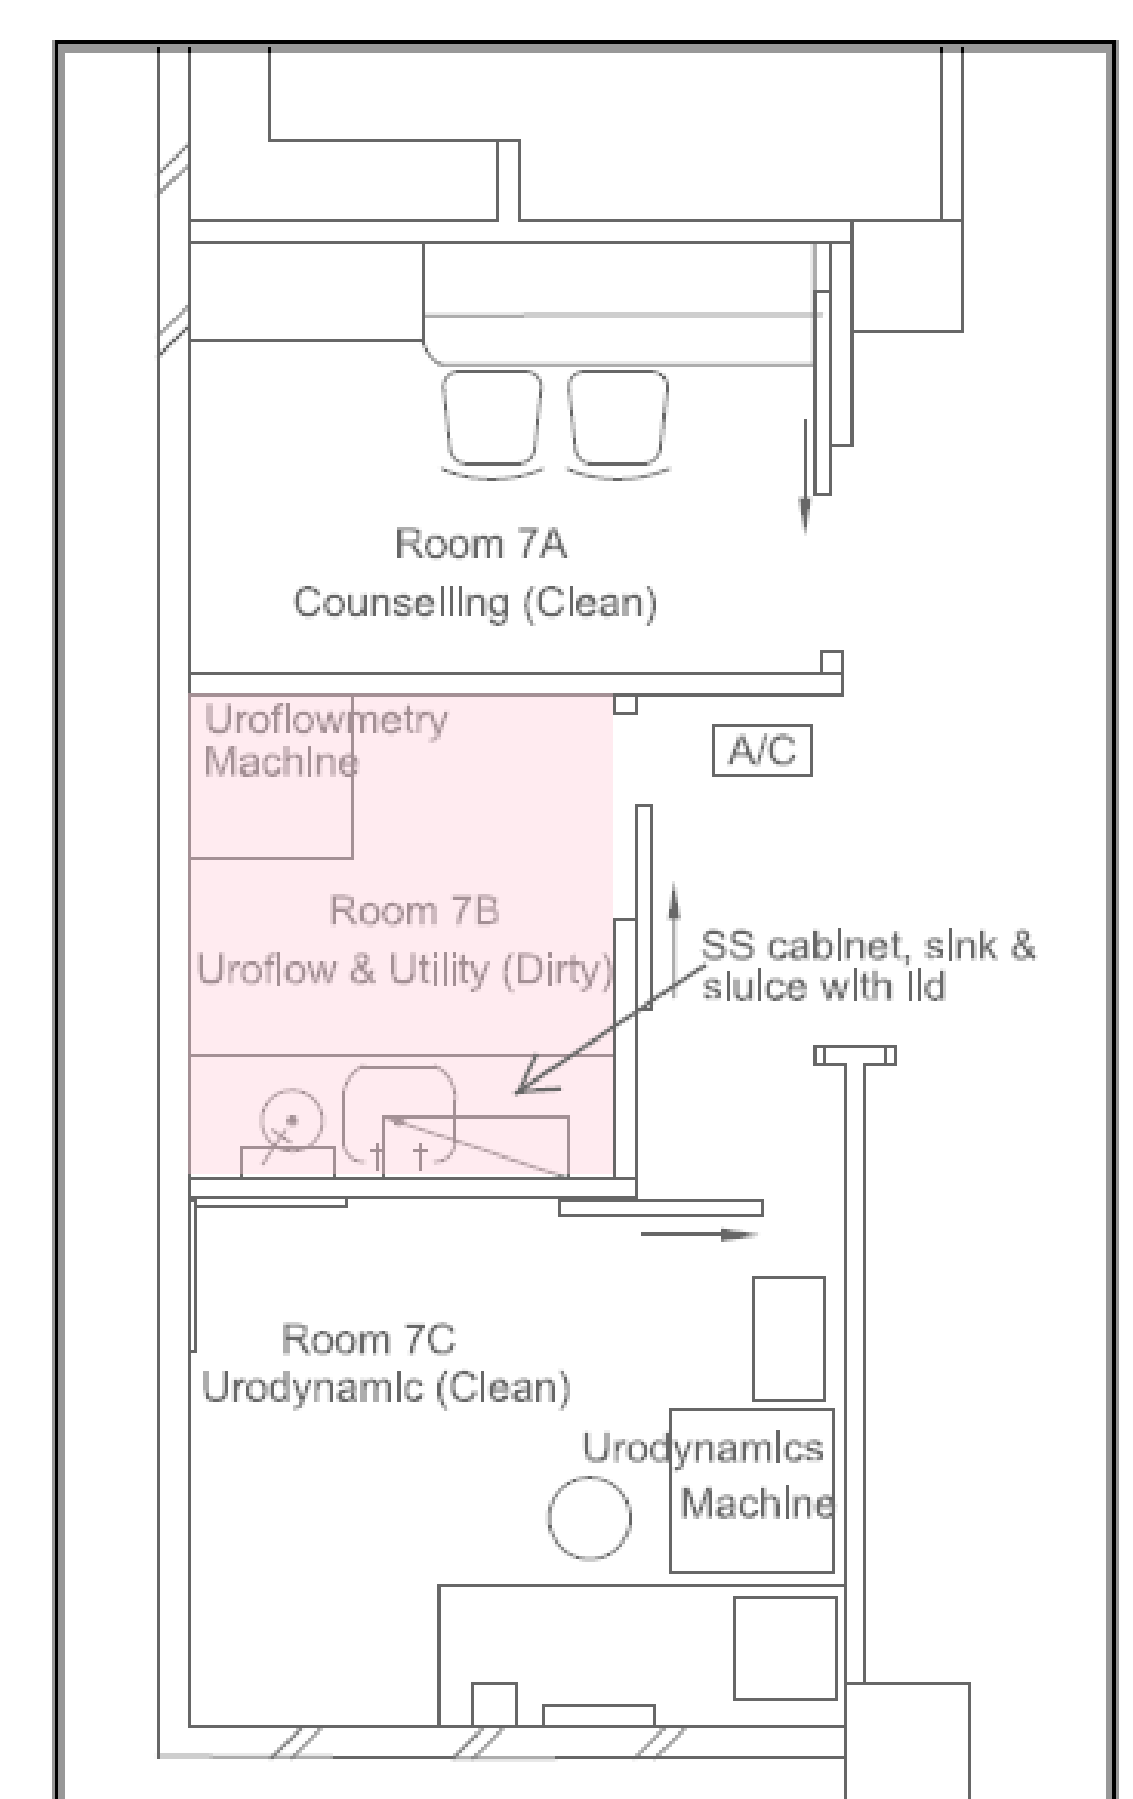 Room 7A
Counselling (Clean)
Uroflowmetry
Machine
A/C
Room 7B
Uroflow & Utility (Dirty)
SS cabinet, sink &
sluice with lid
Room 7C
Urodynamic (Clean)
Urodynamics
Machine